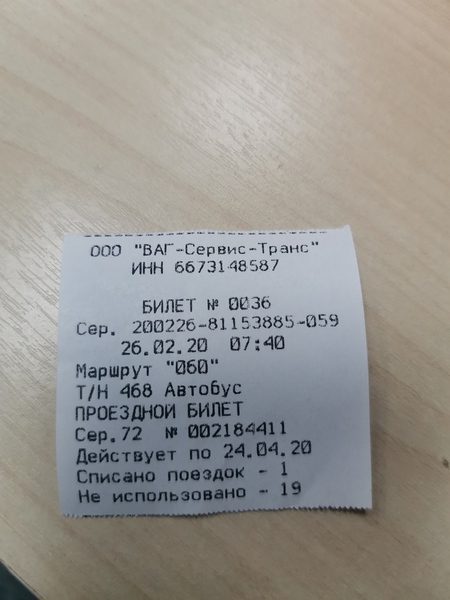 ООО "ВАГ-Сервис-Транс"
ИНН 6673148587
БИЛЕТ № 0036
Сер. 200226-81153885-059
26.02.20 07:40
Маршрут "060"
Т/Н 468 Автобус
ПРОЕЗДНОЙ БИЛЕТ
Сер.72 № 002184411
Действует по 24.04.20
Списано поездок - 1
Не использовано - 19